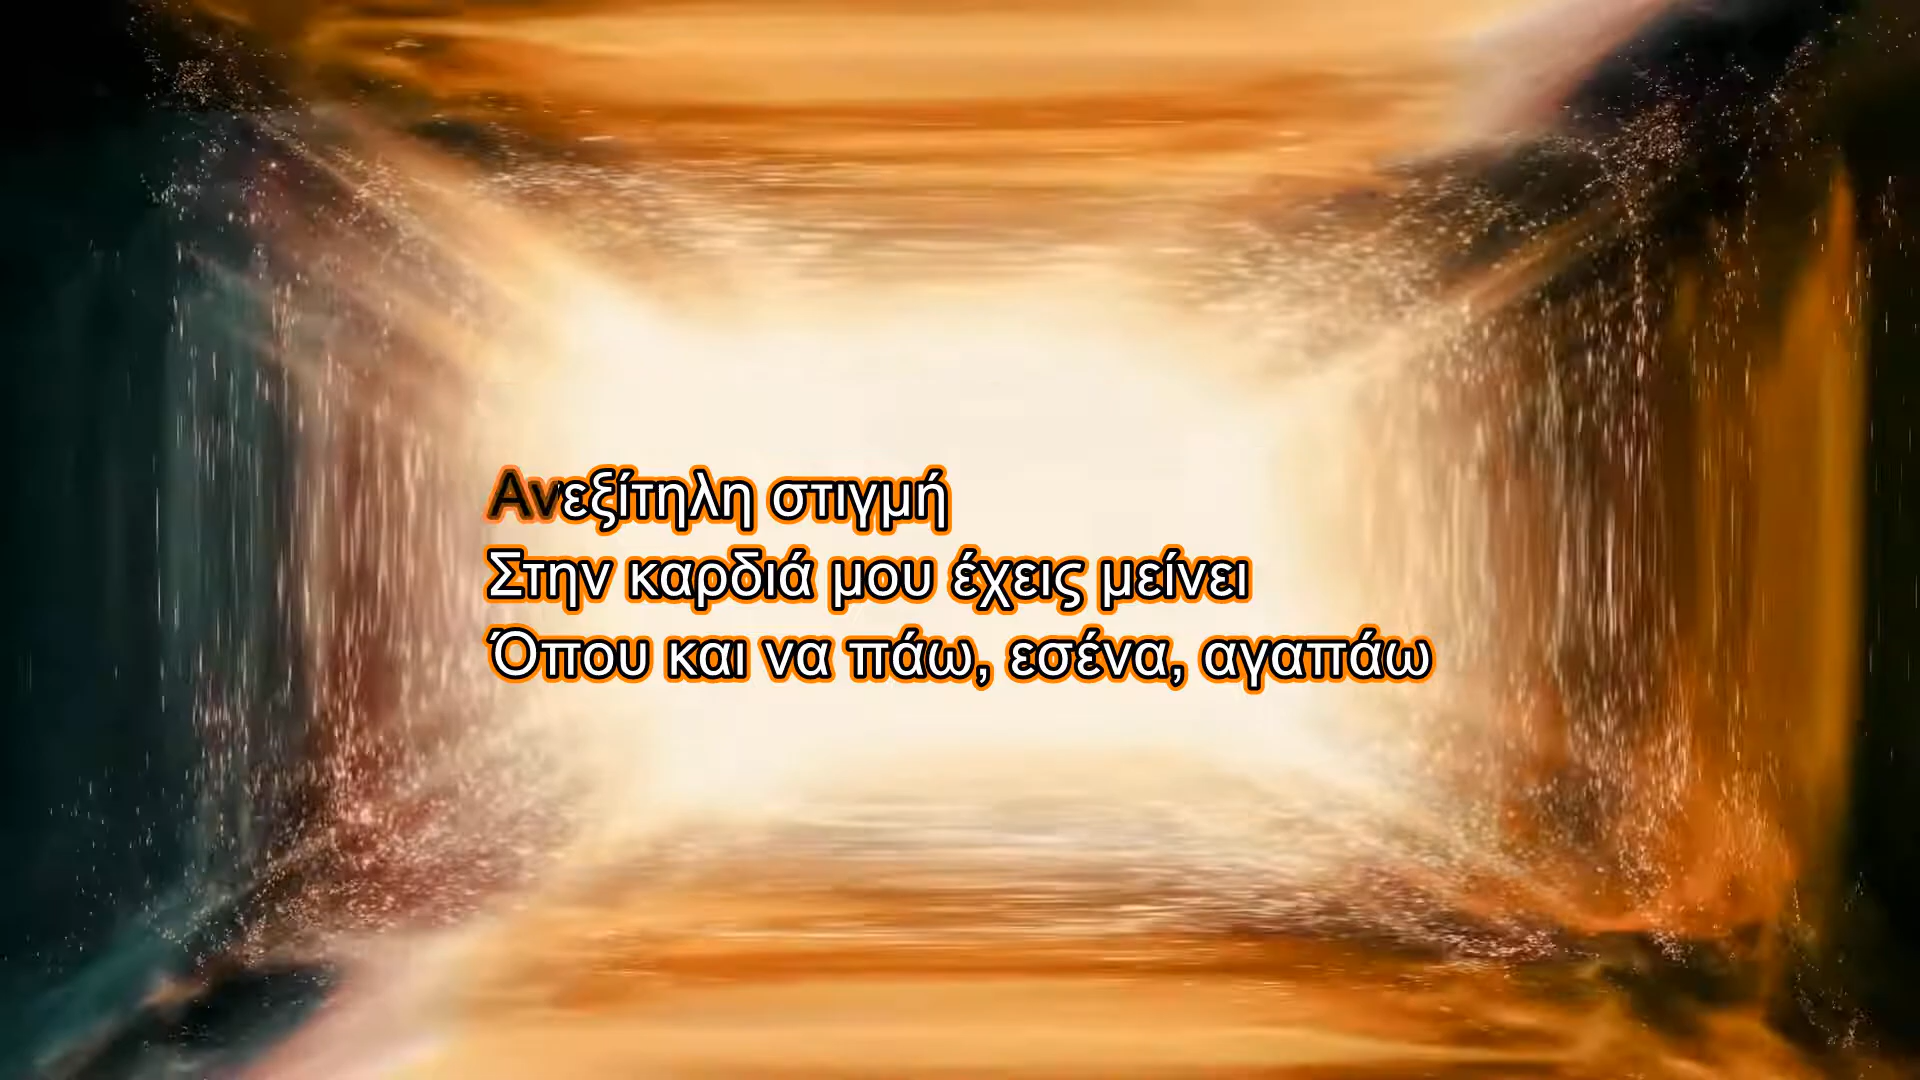 Ανεξίτηλη στιγμή
Στην καρδιά μου έχεις μείνει
Όπου και να πάω, εσένα, αγαπάω